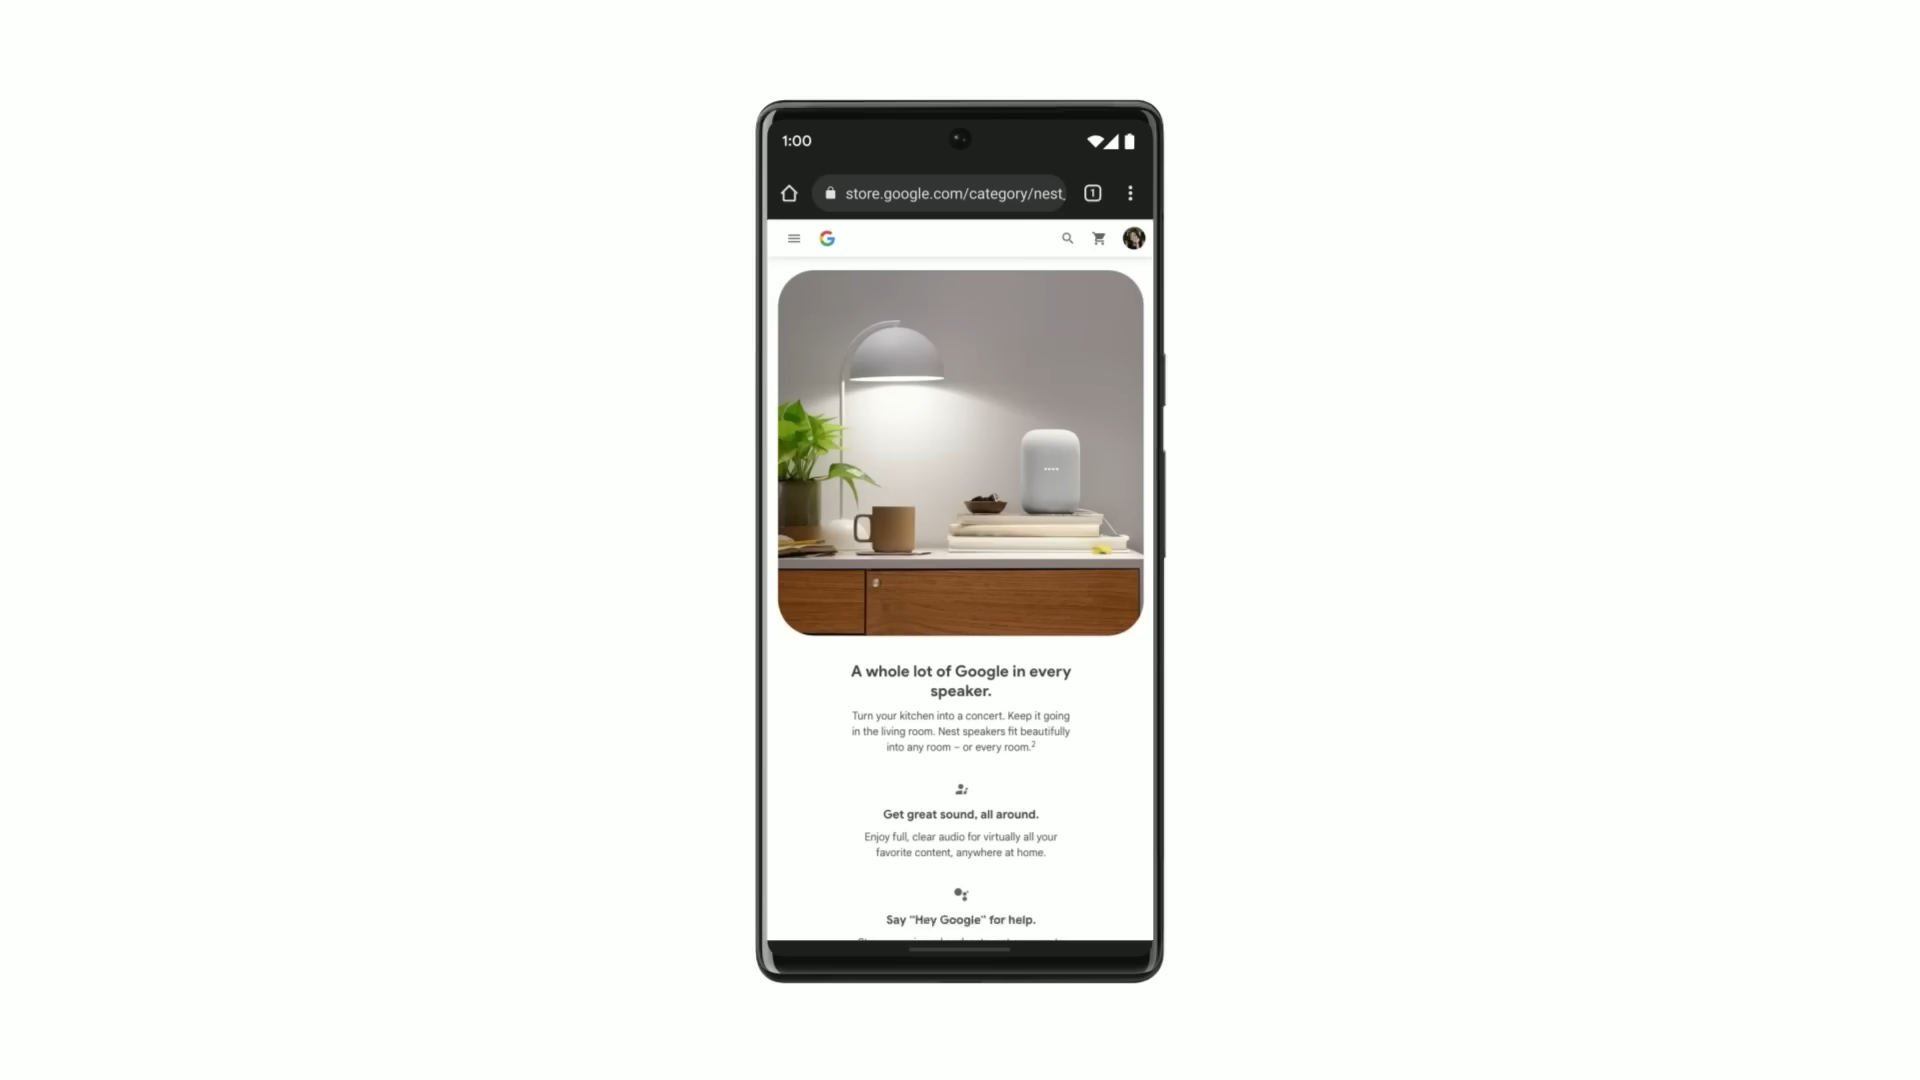 1:00
store.google.com/category/nest_
1
G
A whole lot of Google in every
speaker.
Turn your kitchen into a concert. Keep it going
in the living room. Nest speakers fit beautifully
into any room – or every room.2
Get great sound, all around.
Enjoy full, clear audio for virtually all your
favorite content, anywhere at home.
Say "Hey Google" for help.